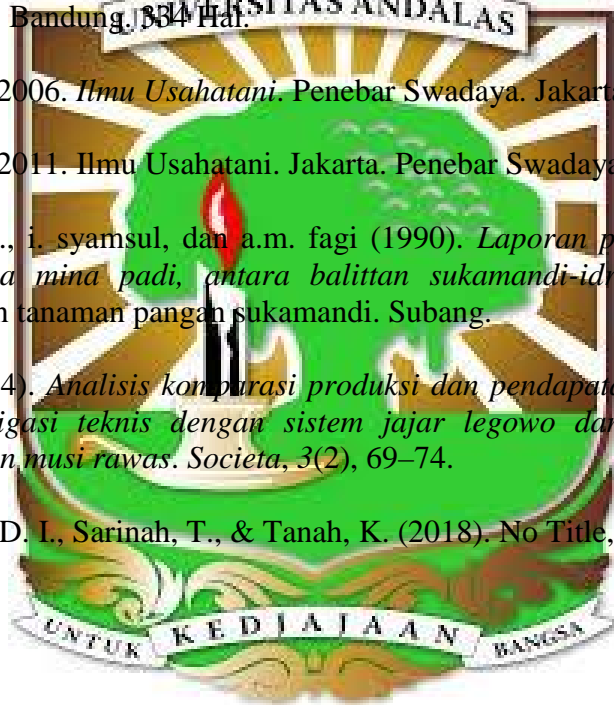 UNIVERSITAS ANDALAS
Bandung. 334 Hal.
2006. Ilmu Usahatani. Penebar Swadaya. Jakarta
2011. Ilmu Usahatani. Jakarta. Penebar Swadaya
., i. syamsul, dan a.m. fagi (1990). Laporan p
a mina padi, antara balittan sukamandi-idr
n tanaman pangan sukamandi. Subang.
4). Analisis komparasi produksi dan pendapata
igasi teknis dengan sistem jajar legowo dan
n musi rawas. Societa, 3(2), 69–74.
D. I., Sarinah, T., & Tanah, K. (2018). No Title,
UNTUK KEDJAJAAN BANGSA